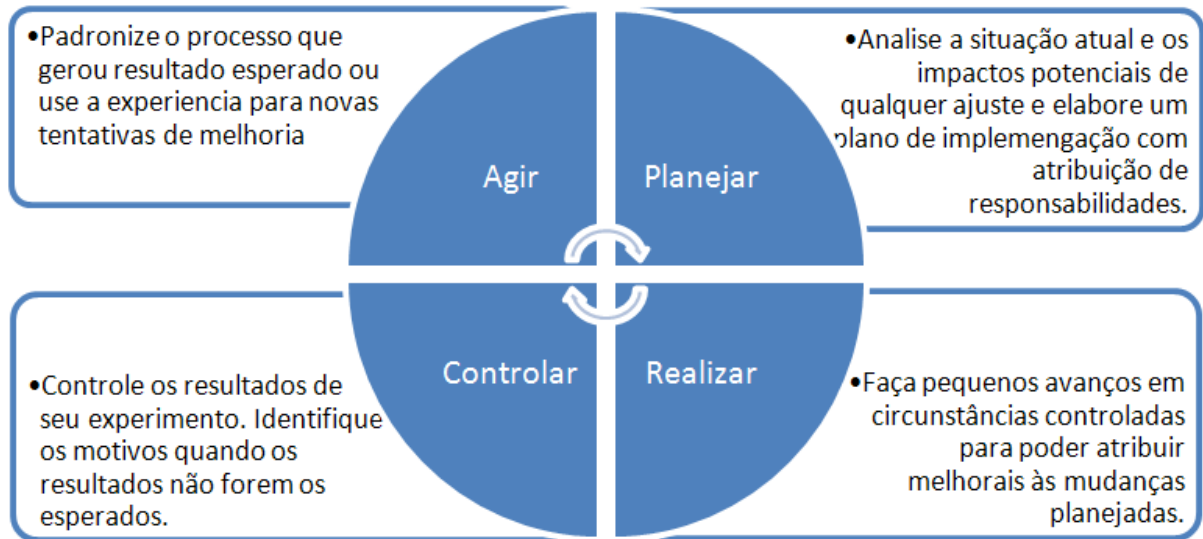 •Padronize o processo que
gerou resultado esperado ou
use a experiencia para novas
tentativas de melhoria
•Analise a situação atual e os
impactos potenciais de
qualquer ajuste e elabore um
plano de implemengação com
atribuição de
responsabilidades.
Agir
Planejar
Controlar
Realizar
•Controle os resultados de
seu experimento. Identifique
os motivos quando os
resultados não forem os
esperados.
•Faça pequenos avanços em
circunstâncias controladas
para poder atribuir
melhorais às mudanças
planejadas.